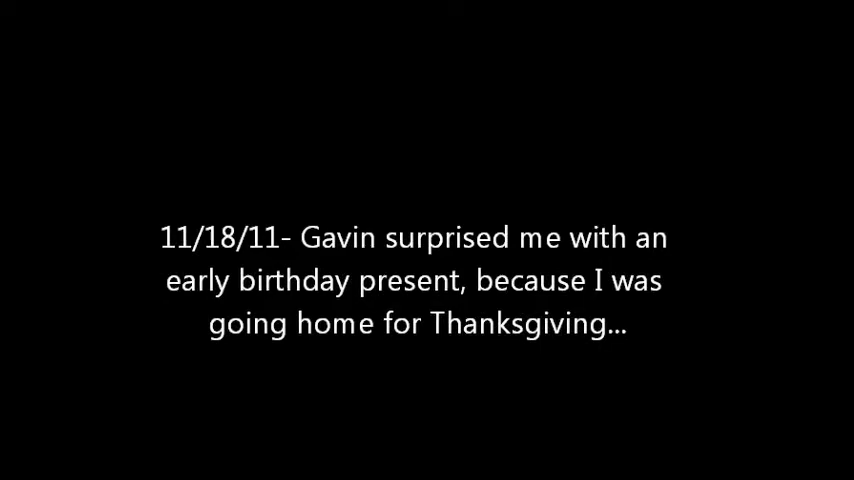 11/18/11- Gavin surprised me with an
early birthday present, because I was
going home for Thanksgiving...